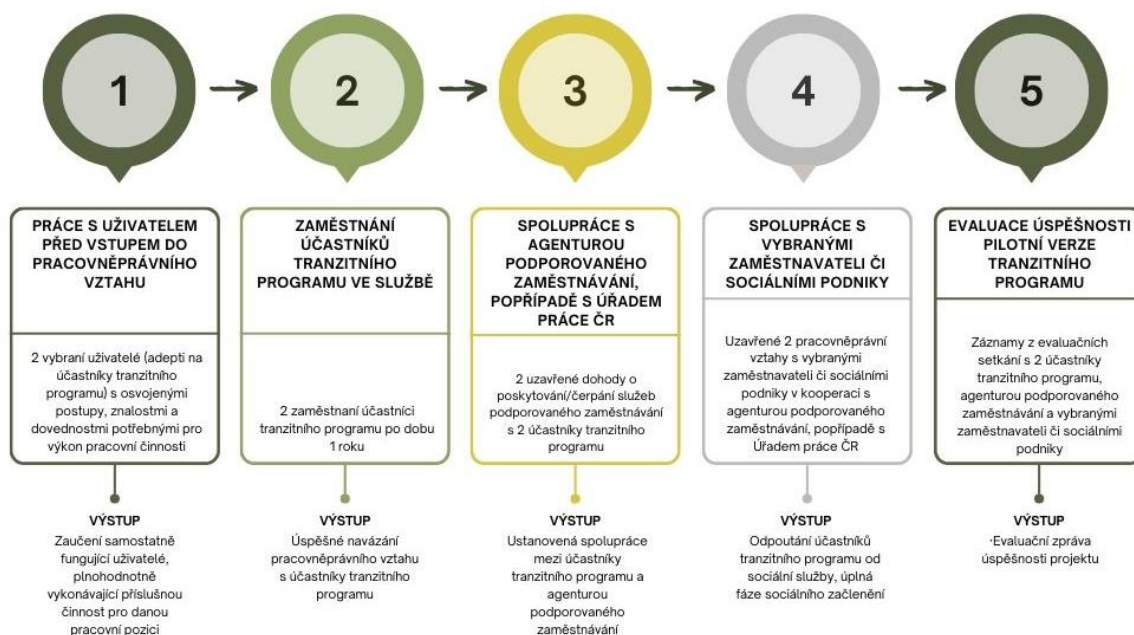 1
2
3
4
5
PRÁCE S UŽIVATELEM
PŘED VSTUPEM DO
PRACOVNĚPRÁVNÍHO
VZTAHU
2 vybraní uživatelé (adepti na
účastníky tranzitního
programu) s osvojenými
postupy, znalostmi a
dovednostmi potřebnými pro
výkon pracovní činnosti
VÝSTUP
Zaučení samostatně
fungující uživatelé,
plnohodnotně
vykonávající příslušnou
činnost pro danou
pracovní pozici
ZAMĚSTNÁNÍ
ÚČASTNÍKŮ
TRANZITNÍHO
PROGRAMU VE SLUŽBĚ
2 zaměstnaní účastníci
tranzitního programu po dobu
1 roku
VÝSTUP
Úspěšné navázání
pracovněprávního vztahu
s účastníky tranzitního
programu
SPOLUPRÁCE S
AGENTUROU
PODPOROVANÉHO
ZAMĚSTNÁVÁNÍ,
POPŘÍPADĚ S ÚŘADEM
PRÁCE ČR
2 uzavřené dohody o
poskytování/čerpání služeb
podporovaného zaměstnávání
s 2 účastníky tranzitního
programu
VÝSTUP
Ustanovená spolupráce
mezi účastníky
tranzitního programu a
agenturou
podporovaného
zaměstnávání
SPOLUPRÁCE S
VYBRANÝMI
ZAMĚSTNAVATELI ČI
SOCIÁLNÍMI PODNIKY
Uzavřené 2 pracovněprávní
vztahy s vybranými
zaměstnavateli či sociálními
podniky v kooperaci s
agenturou podporovaného
zaměstnávání, popřípadě s
Úřadem práce ČR
VÝSTUP
Odpoutání účastníků
tranzitního programu od
sociální služby, úplná
fáze sociálního začlenění
EVALUACE ÚSPĚŠNOSTI
PILOTNÍ VERZE
TRANZITNÍHO
PROGRAMU
Záznamy z evaluačních
setkání s 2 účastníky
tranzitního programu,
agenturou podporovaného
zaměstnávání a vybranými
zaměstnavateli či sociálními
podniky
VÝSTUP
·Evaluační zpráva
úspěšnosti projektu